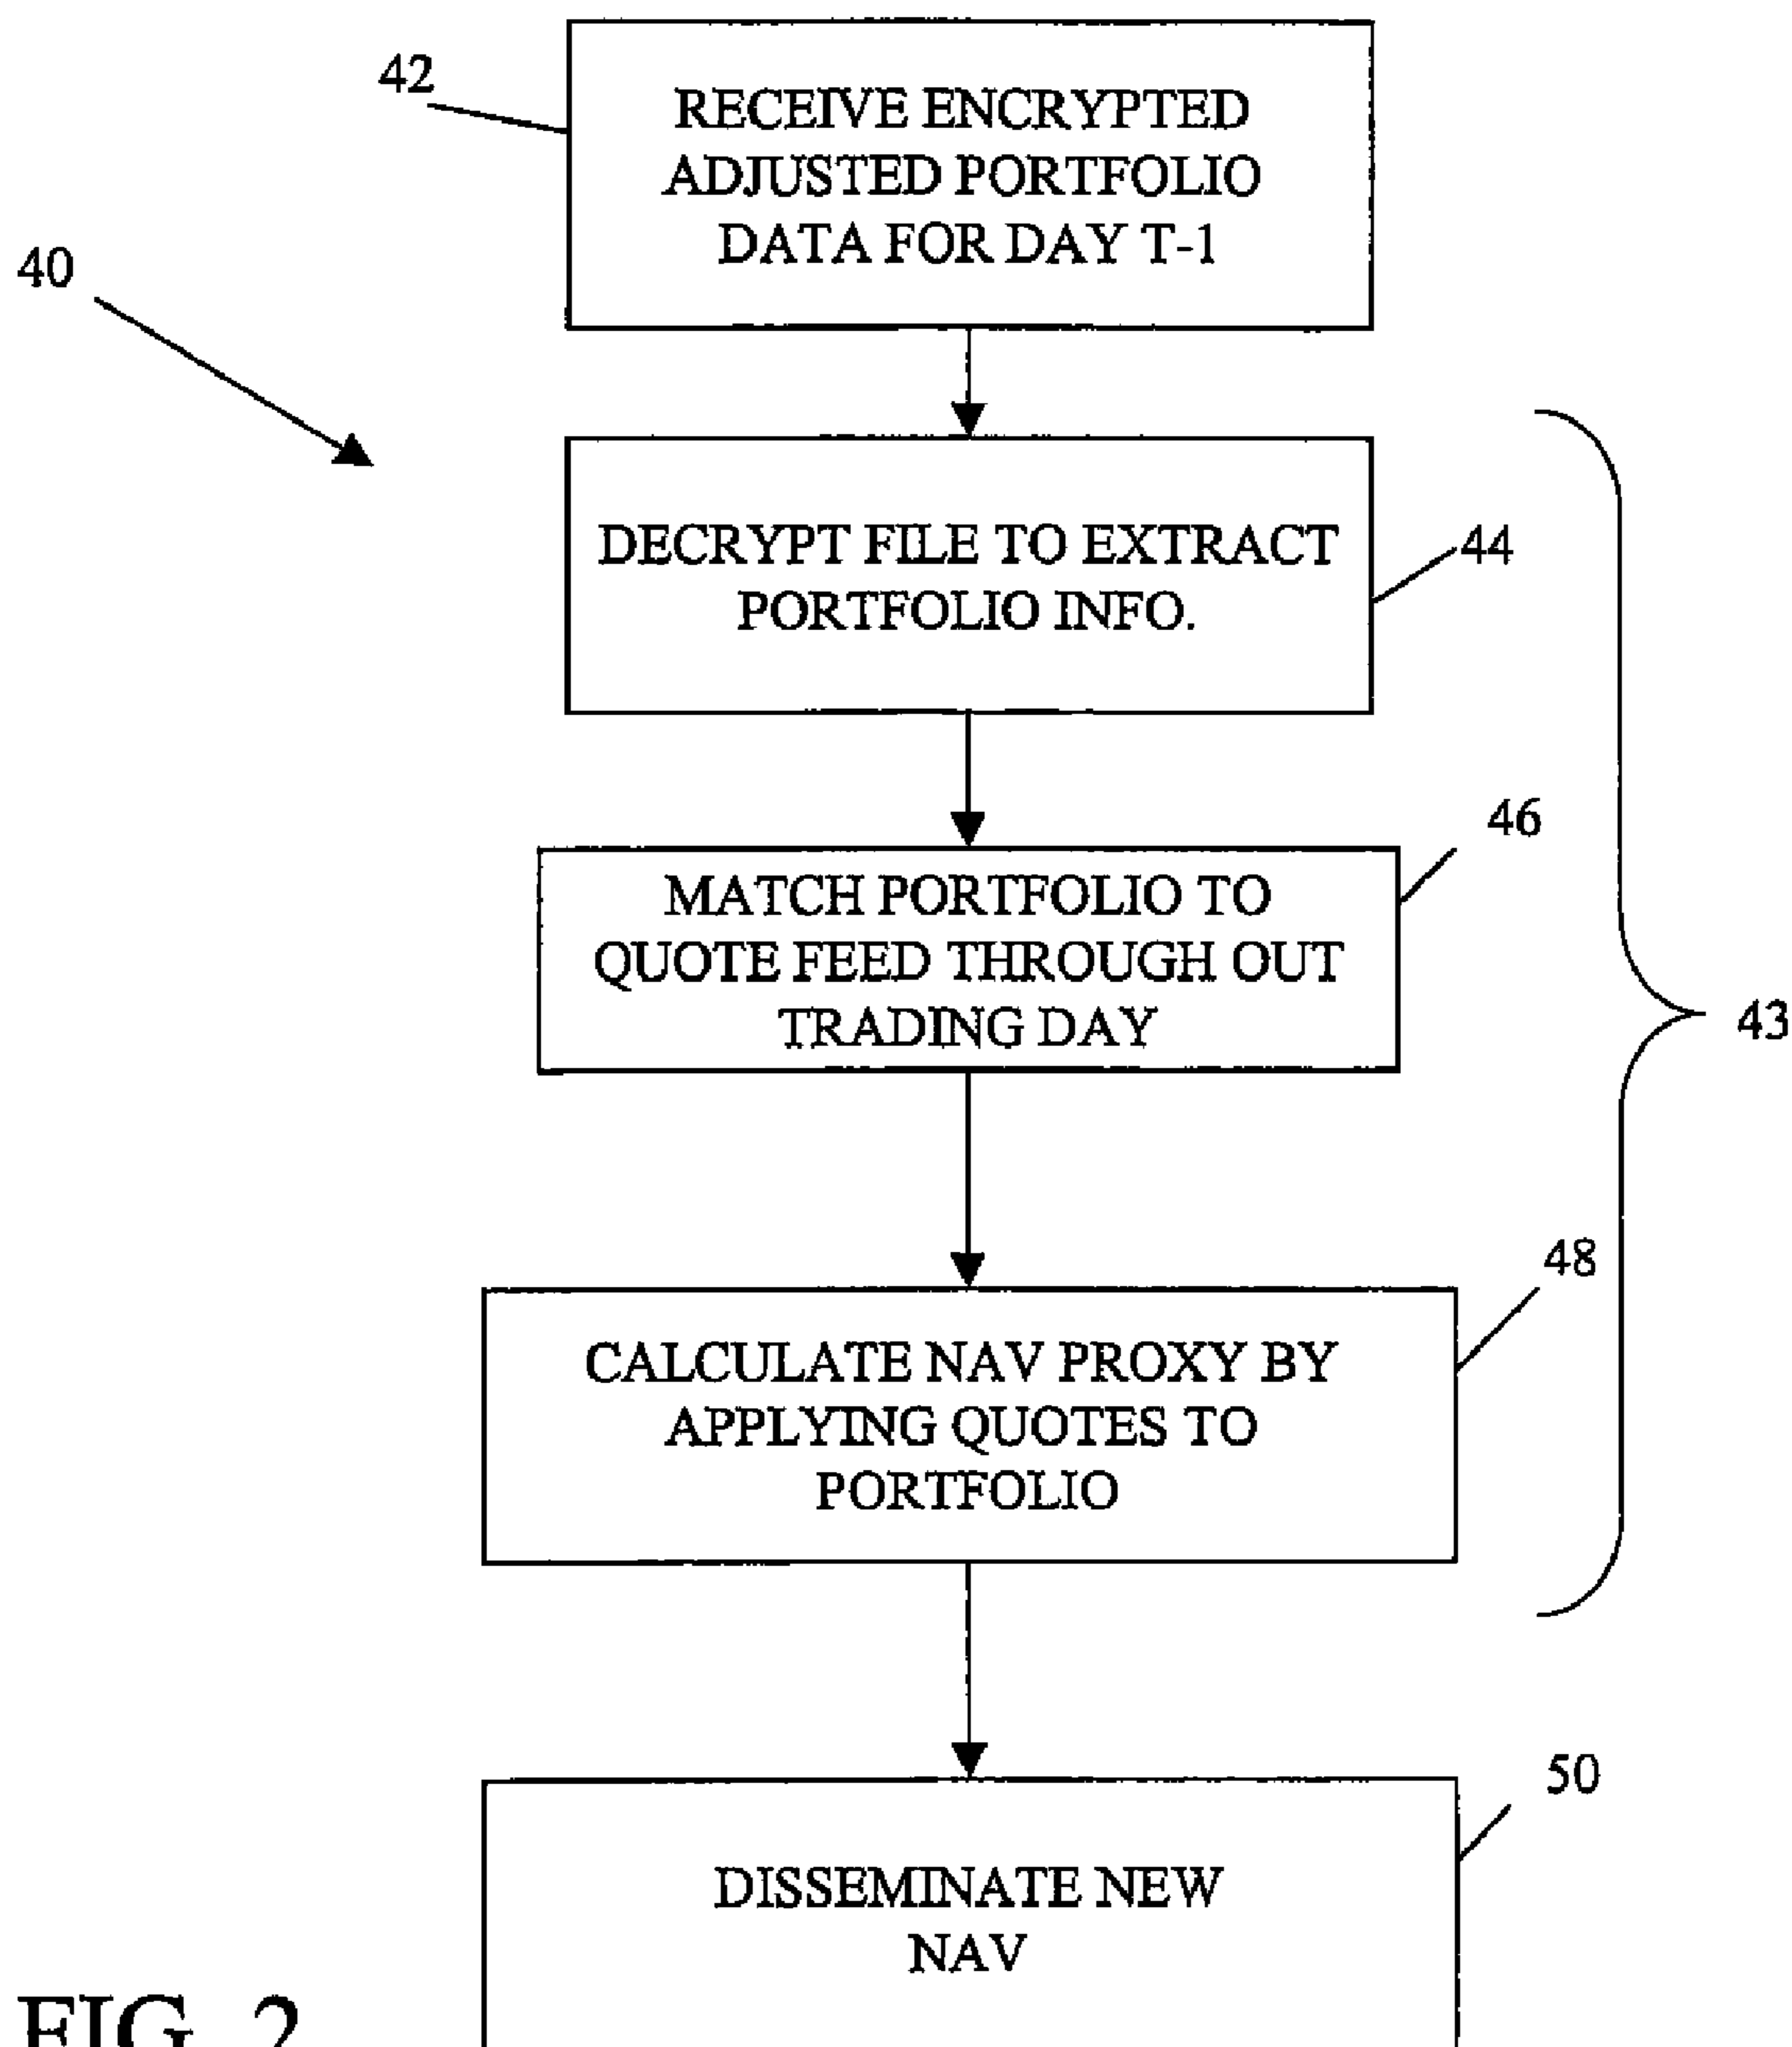 42
RECEIVE ENCRYPTED
ADJUSTED PORTFOLIO
DATA FOR DAY T-1
40
DECRYPT FILE TO EXTRACT
PORTFOLIO INFO.
44
46
MATCH PORTFOLIO TO
QUOTE FEED THROUGH OUT
TRADING DAY
43
48
CALCULATE NAV PROXY BY
APPLYING QUOTES TO
PORTFOLIO
50
DISSEMINATE NEW
NAV
FIG. 2